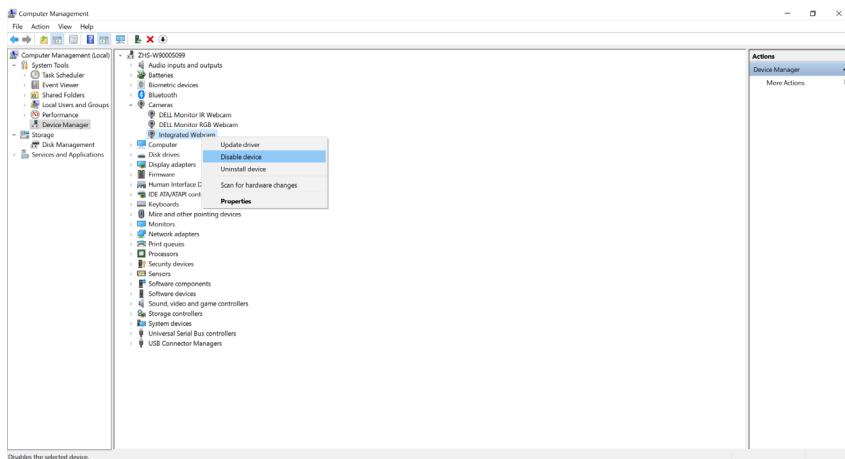 Computer Management
File Action View Help
Computer Management (Local)
System Tools
Task Scheduler
Event Viewer
Shared Folders
Local Users and Groups
Performance
Device Manager
Storage
Disk Management
Services and Applications
ZHS-W90005099
Audio inputs and outputs
Batteries
Biometric devices
Bluetooth
Cameras
DELL Monitor IR Webcam
DELL Monitor RGB Webcam
Integrated Webcam
Computer
Disk drives
Display adapters
Firmware
Human Interface D
IDE ATA/ATAPI cont
Keyboards
Mice and other pointing devices
Monitors
Network adapters
Print queues
Processors
Security devices
Sensors
Software components
Software devices
Sound, video and game controllers
Storage controllers
System devices
Universal Serial Bus controllers
USB Connector Managers
Update driver
Disable device
Uninstall device
Scan for hardware changes
Properties
Actions
Device Manager
More Actions
Disables the selected device.